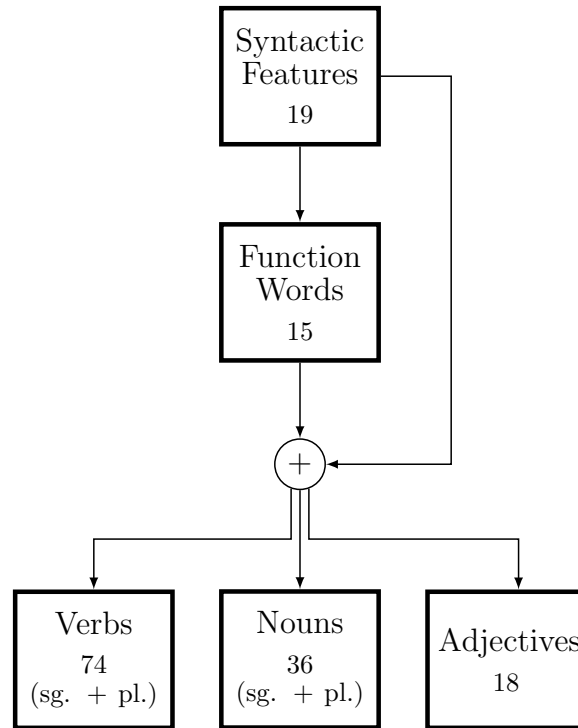 Syntactic
Features
19
Function
Words
15
+
Verbs
74
(sg. + pl.)
Nouns
36
(sg. + pl.)
Adjectives
18